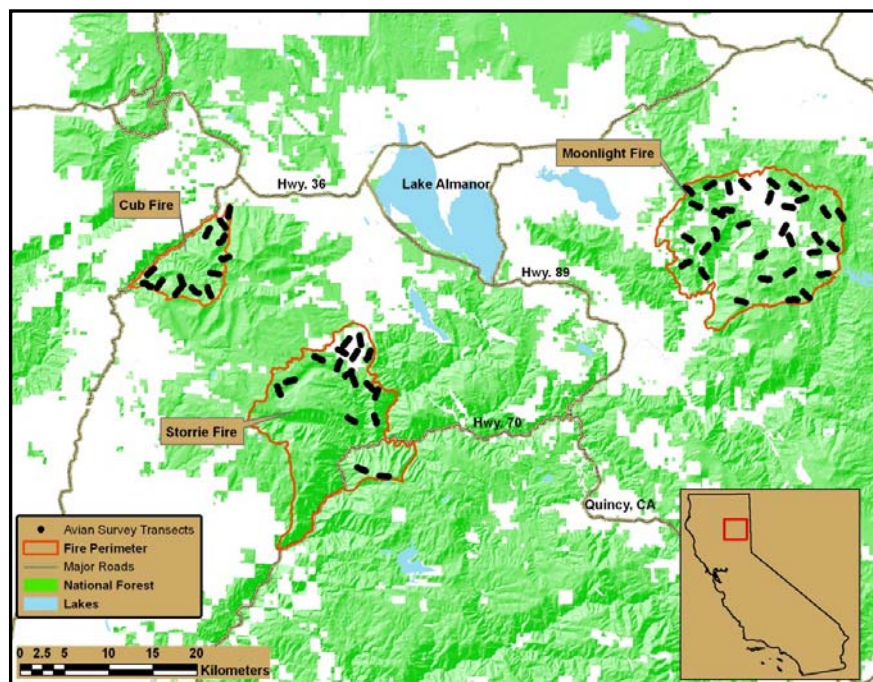 Moonlight Fire
Hwy. 36
Lake Almanor
Cub Fire
Hwy. 89
Storrie Fire
Hwy. 70
Quincy, CA
Avian Survey Transects
Fire Perimeter
Major Roads
National Forest
Lakes
0 2.5 5 10 15 20
Kilometers